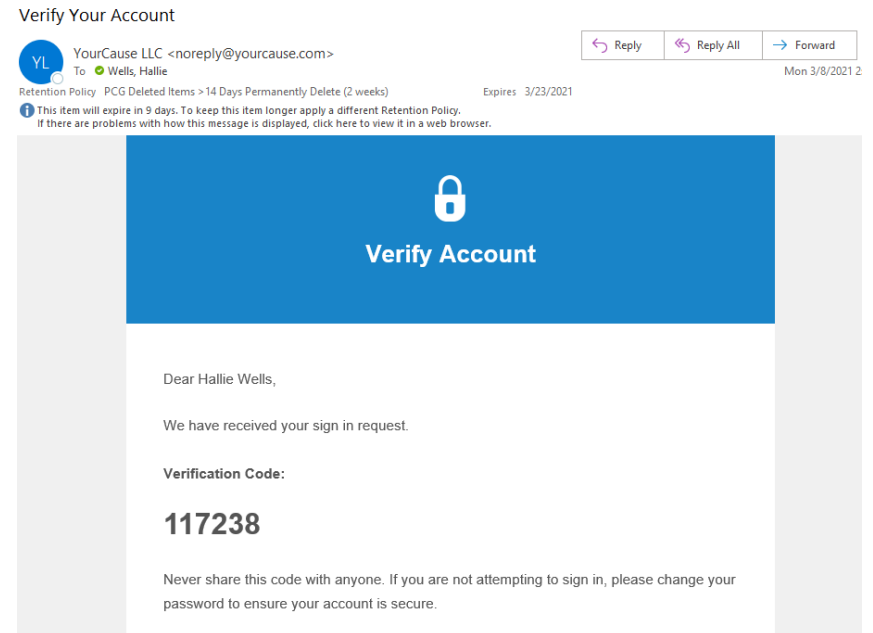 Verify Your Account
YL
YourCause LLC <noreply@yourcause.com>
To Wells, Hallie
Reply
Reply All
Forward
Mon 3/8/2021 2
Retention Policy PCG Deleted Items > 14 Days Permanently Delete (2 weeks)
Expires 3/23/2021
This item will expire in 9 days. To keep this item longer apply a different Retention Policy.
If there are problems with how this message is displayed, click here to view it in a web browser.
Verify Account
Dear Hallie Wells,
We have received your sign in request.
Verification Code:
117238
Never share this code with anyone. If you are not attempting to sign in, please change your
password to ensure your account is secure.